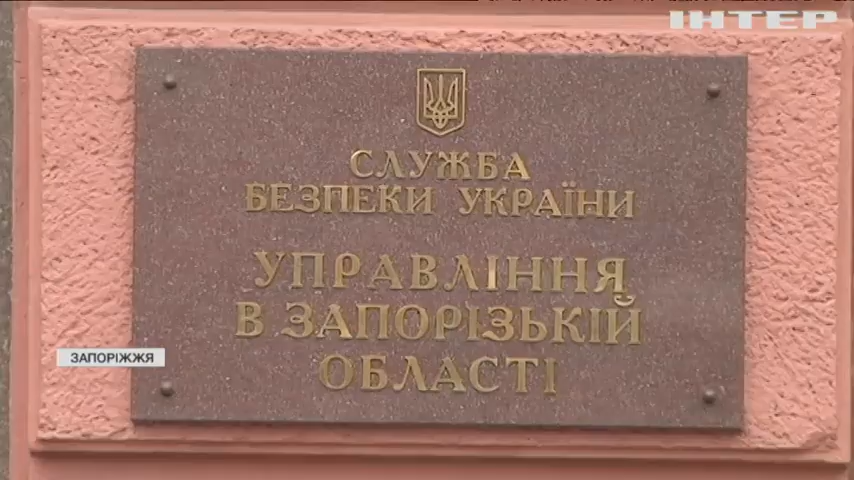 ІНТЕР
СЛУЖБА
БЕЗПЕКИ УКРАЇНИ
УПРАВЛІННЯ
В ЗАПОРІЗЬКІЙ
ОБЛАСТІ
ЗАПОРІЖЖЯ